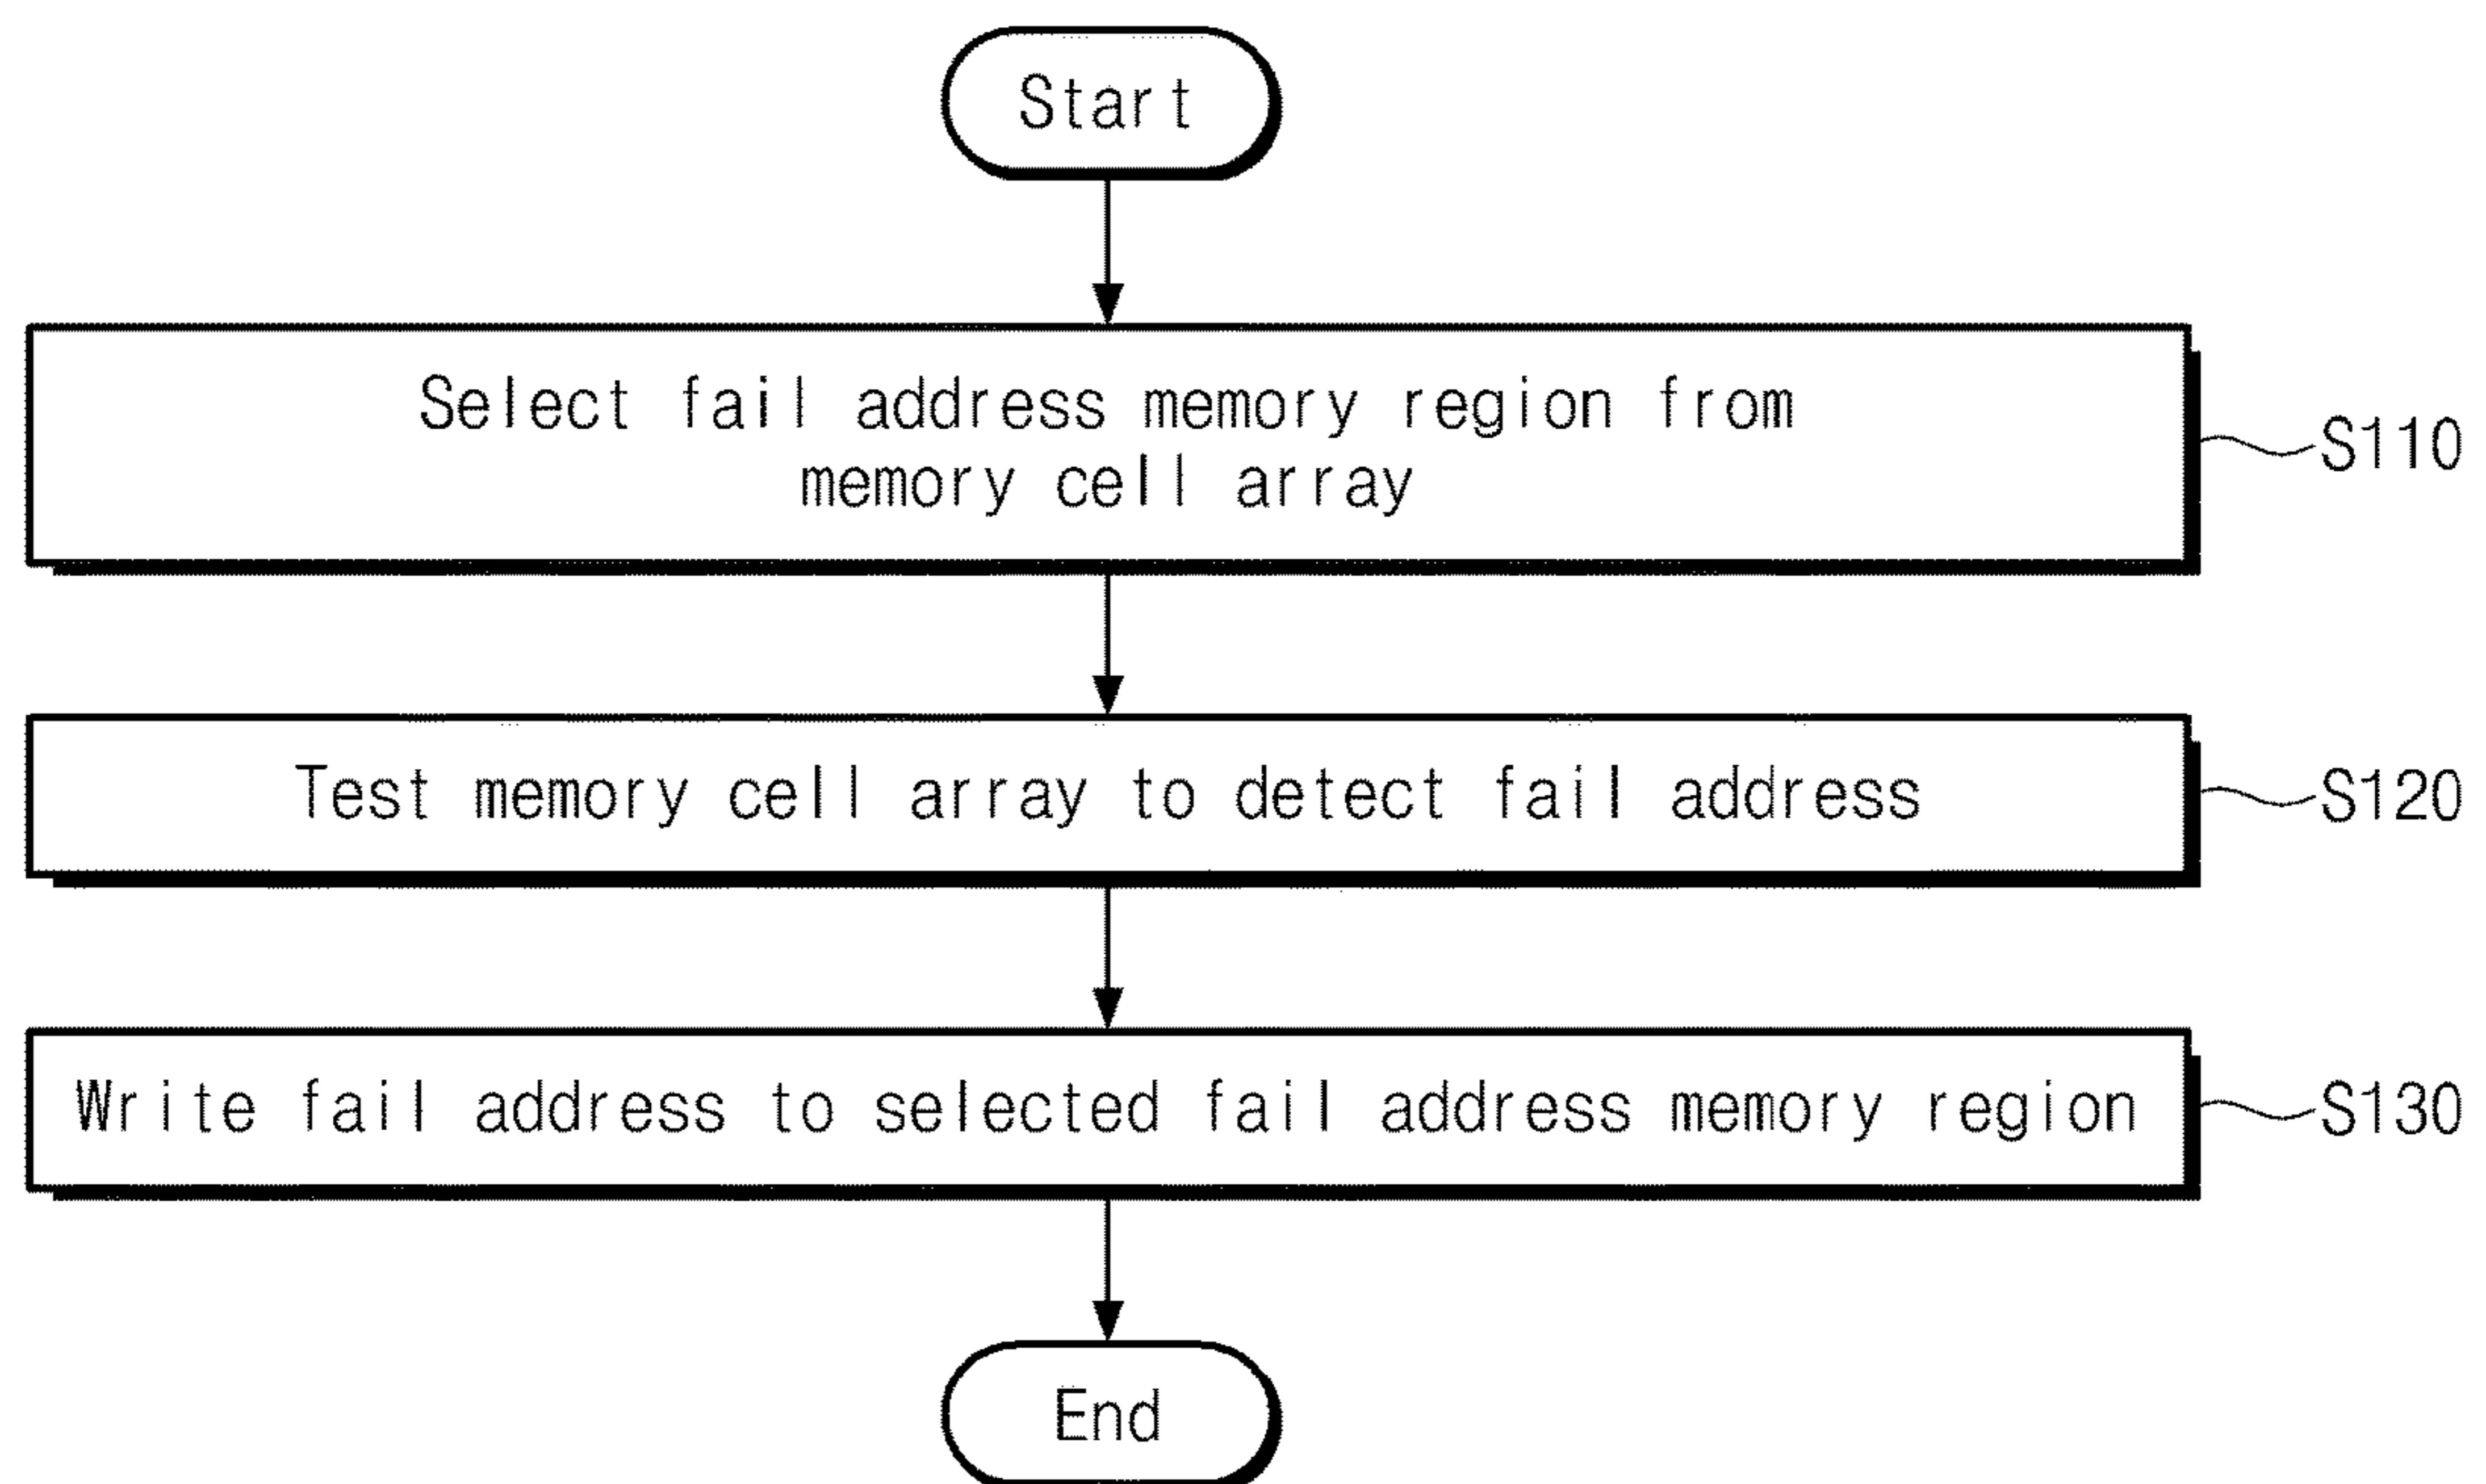 Start
Select fail address memory region from
memory cell array
S110
Test memory cell array to detect fail address
S120
Write fail address to selected fail address memory region
S130
End